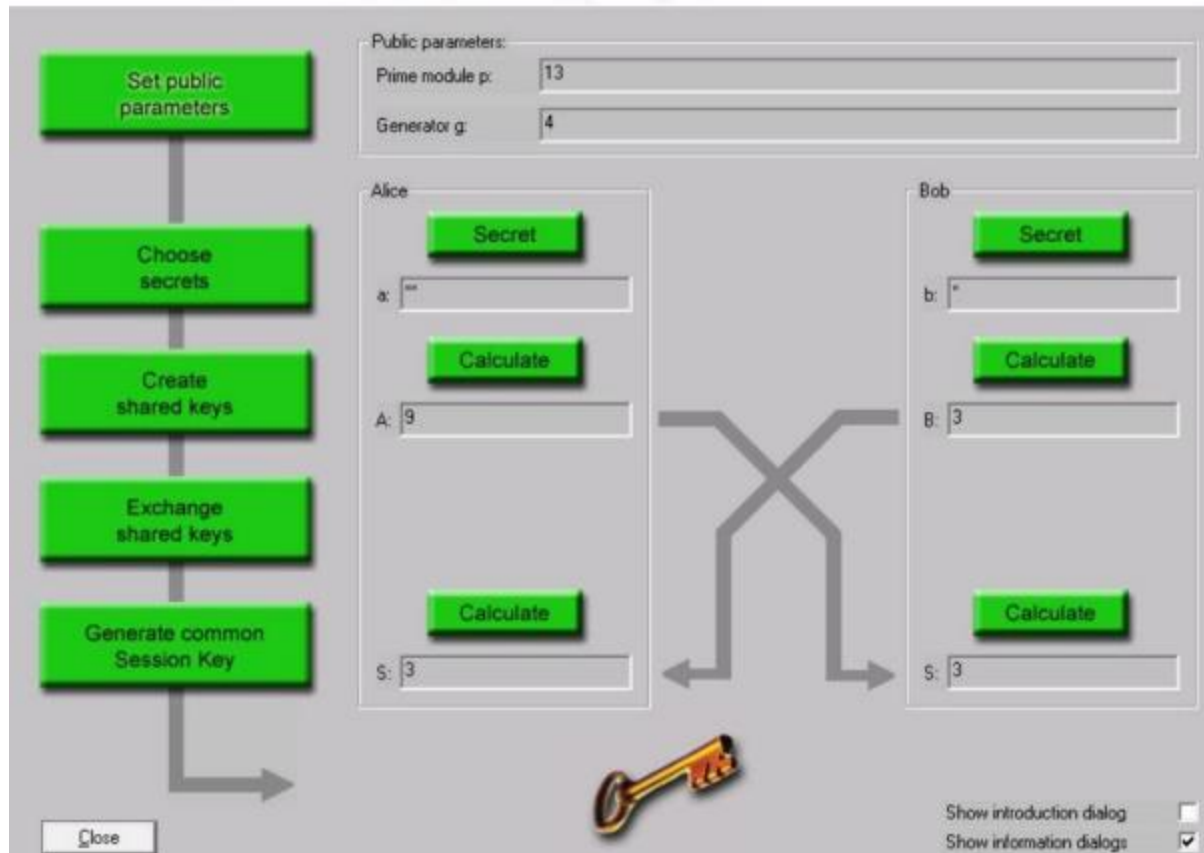 Set public
parameters
Choose
secrets
Create
shared keys
Exchange
shared keys
Generate common
Session Key
Close
Public parameters:
Prime module p: 13
Generator g: 4
Alice
Secret
a: **
Calculate
A: 9
Calculate
S: 3
Bob
Secret
b: *
Calculate
B: 3
Calculate
S: 3
Show introduction dialog
Show information dialogs